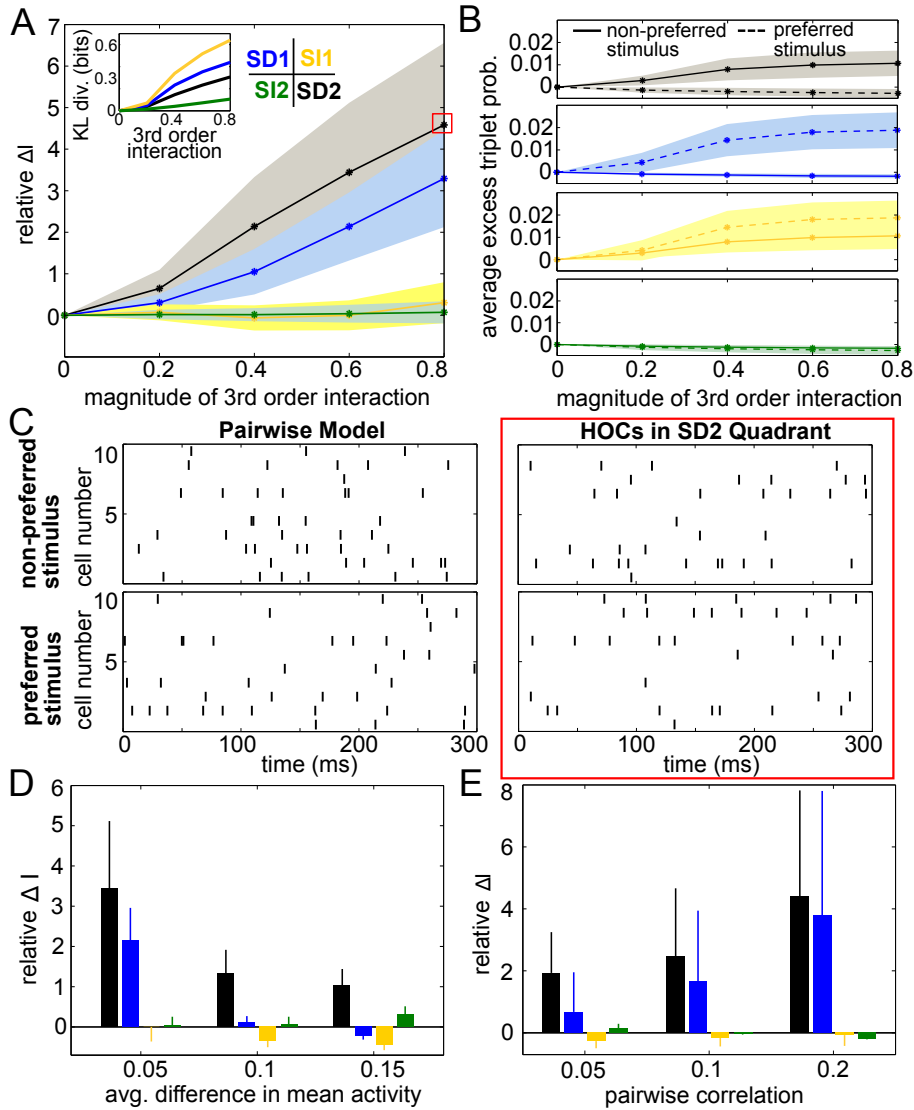 A
relative ΔI
7
6
5
4
3
2
1
0
0 0.2 0.4 0.6 0.8
magnitude of 3rd order interaction
KL div. (bits)
0.6
0.3
0
0 0.4 0.8
3rd order
interaction
SD1 SI1
SI2 SD2
B
average excess triplet prob.
non-preferred
stimulus
preferred
stimulus
0.02
0.01
0
0.02
0.01
0
0.02
0.01
0
0.02
0.01
0
0 0.2 0.4 0.6 0.8
magnitude of 3rd order interaction
C
Pairwise Model
HOCs in SD2 Quadrant
non-preferred
stimulus
cell number
10
5
preferred
stimulus
cell number
10
5
0 100 200 300
time (ms)
0 100 200 300
time (ms)
D
relative Δ I
6
5
4
3
2
1
0
0.05 0.1 0.15
avg. difference in mean activity
E
relative ΔI
8
6
4
2
0
0.05 0.1 0.2
pairwise correlation